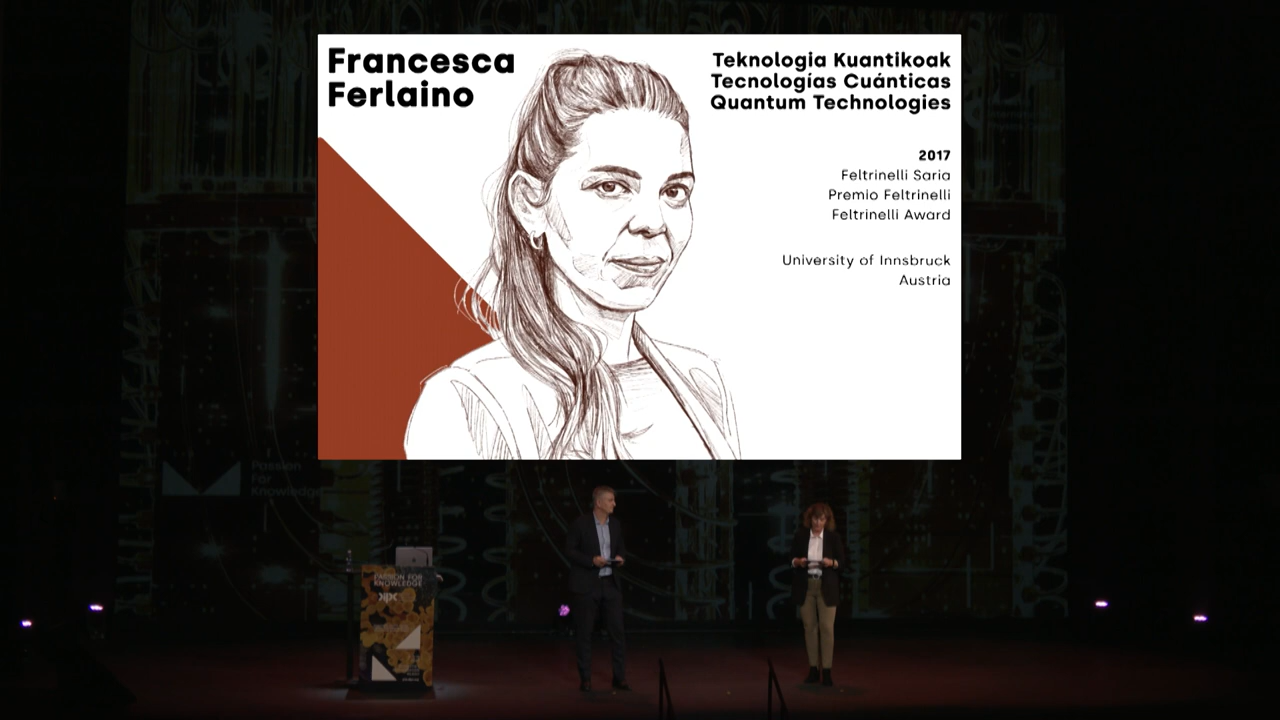 Francesca
Ferlaino
Teknologia Kuantikoak
Tecnologías Cuánticas
Quantum Technologies
2017
Feltrinelli Saria
Premio Feltrinelli
Feltrinelli Award
University of Innsbruck
Austria
Passion
For
Knowledge
PASSION FOR
KNOWLEDGE
dipc